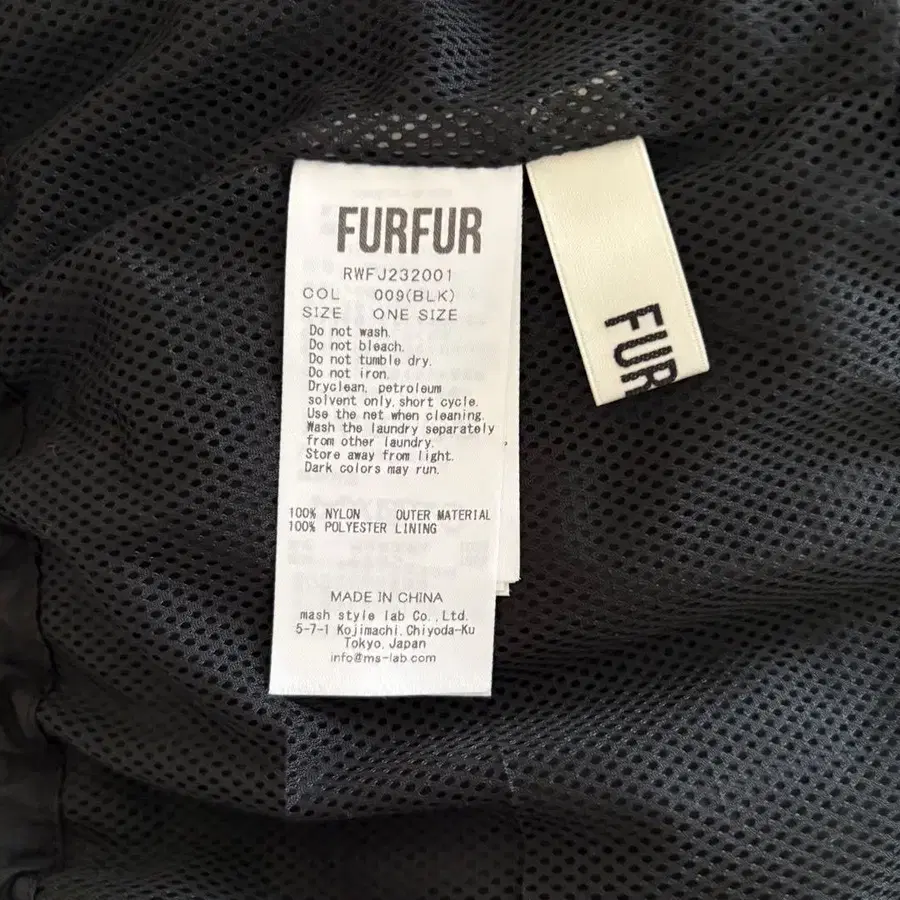 FURFUR
RWFJ232001
COL 009(BLK)
SIZE ONE SIZE
Do not wash.
Do not bleach.
Do not tumble dry.
Do not iron.
Dryclean, petroleum
solvent only, short cycle.
Use the net when cleaning.
Wash the laundry separately
from other laundry.
Store away from light.
Dark colors may run.
100% NYLON OUTER MATERIAL
100% POLYESTER LINING
MADE IN CHINA
mash style lab Co., Ltd.
5-7-1 Kojimachi, Chiyoda-Ku
Tokyo, Japan
info@ms-lab.com
FUR